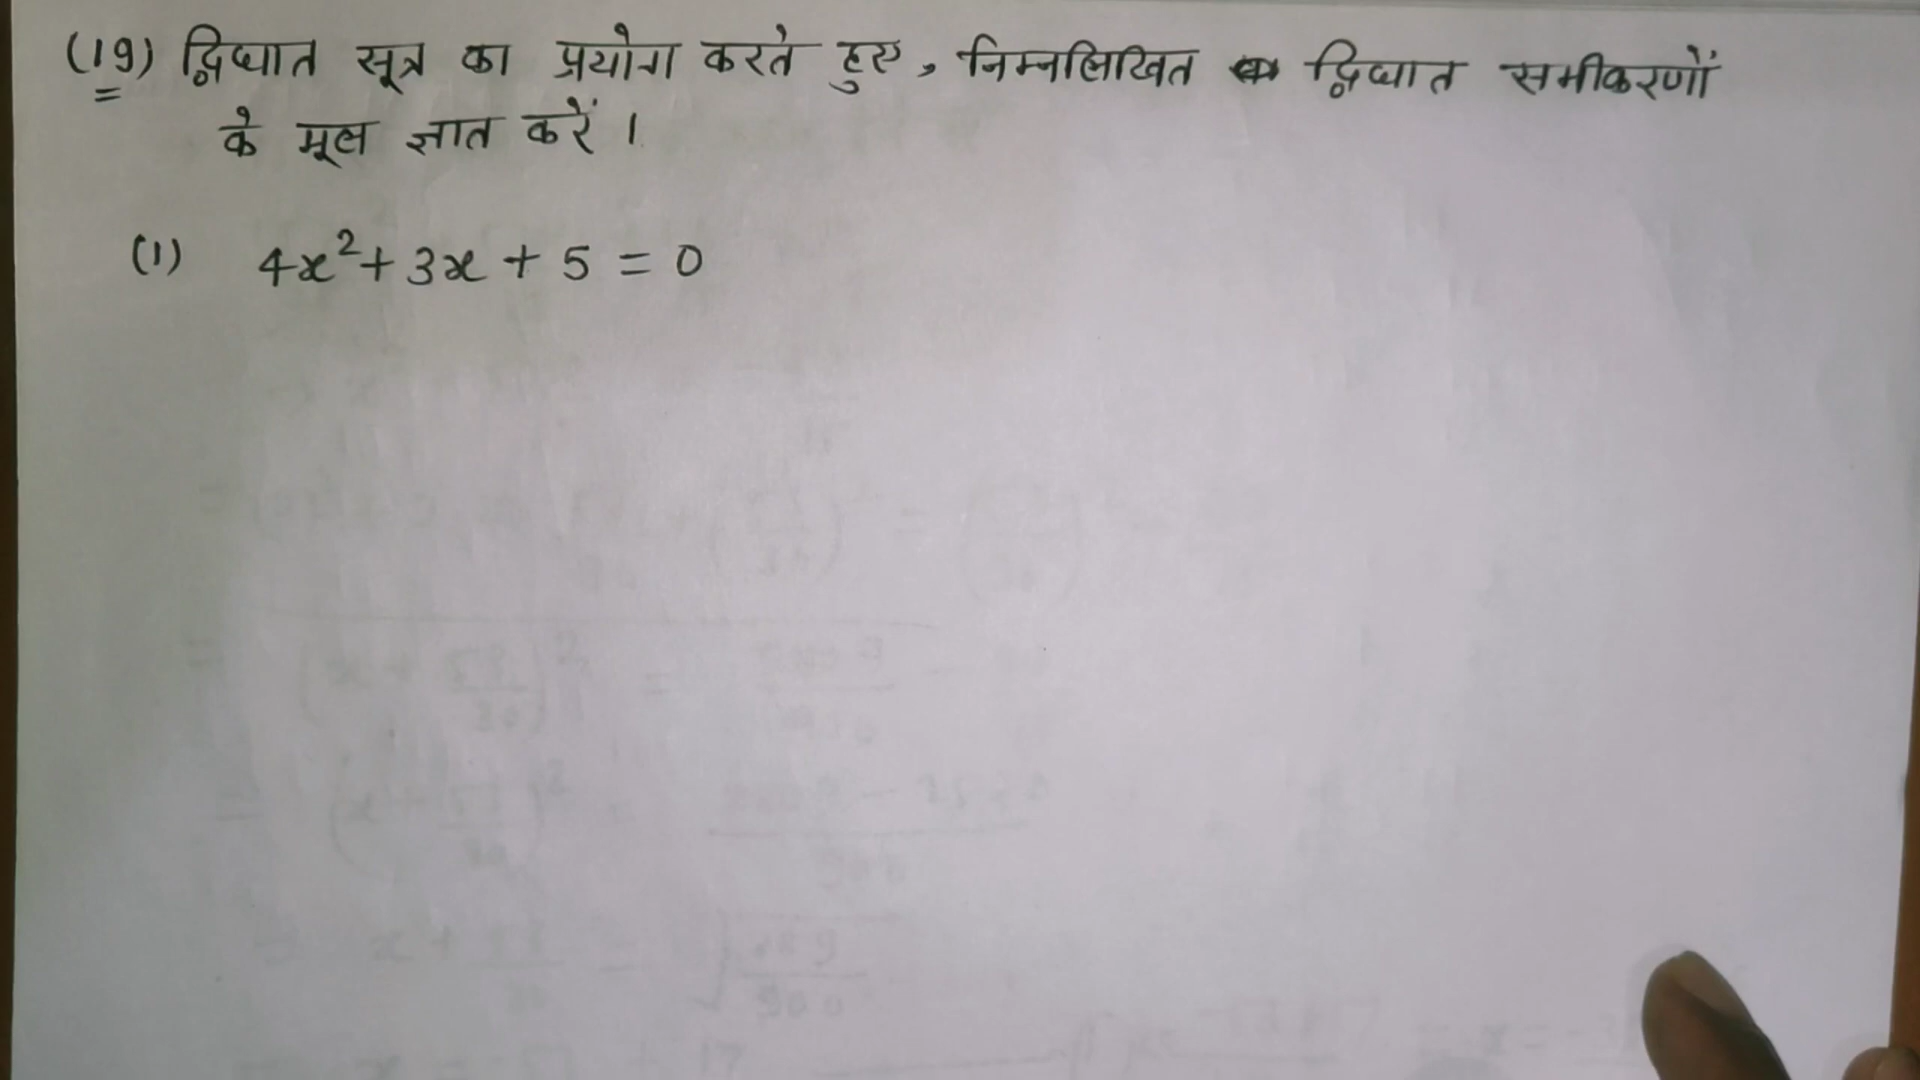 (19) द्विघात सूत्र का प्रयोग करते हुए, निम्नलिखित द्विघात समीकरणों
के मूल ज्ञात करें ।
(1) 4x²+ 3x + 5 = 0